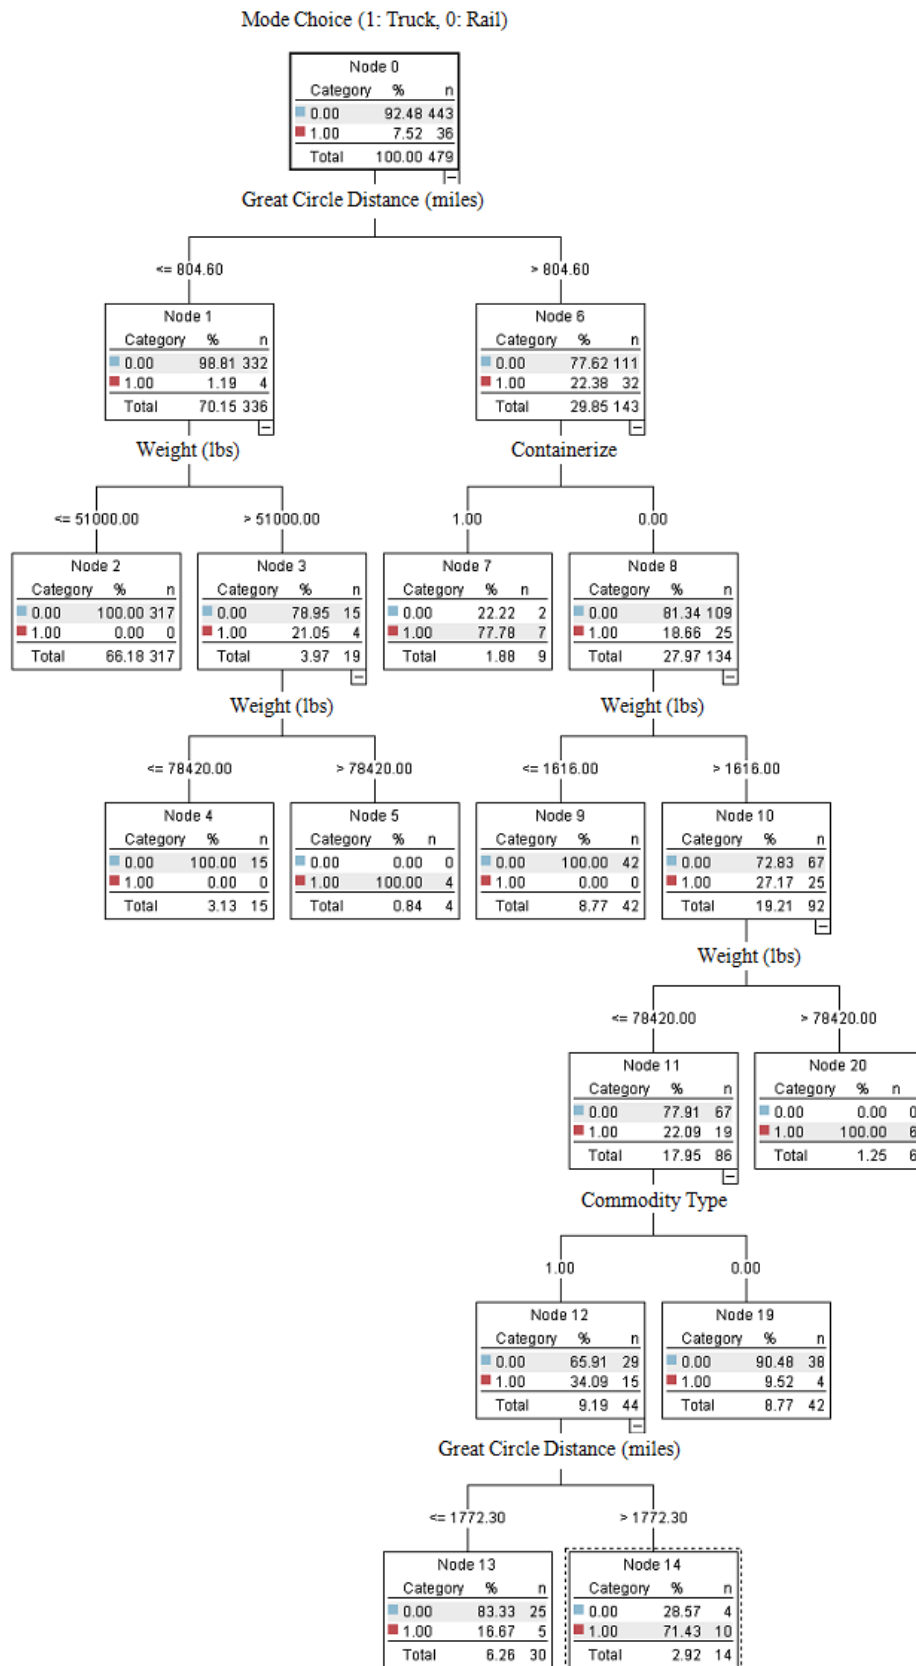 Mode Choice (1: Truck, 0: Rail)
Node 0
Category % n
0.00 92.48 443
1.00 7.52 36
Total 100.00 479
Great Circle Distance (miles)
<= 804.60
> 804.60
Node 1
Category % n
0.00 98.81 332
1.00 1.19 4
Total 70.15 336
Node 6
Category % n
0.00 77.62 111
1.00 22.38 32
Total 29.85 143
Weight (lbs)
Containerize
<= 51000.00
> 51000.00
1.00
0.00
Node 2
Category % n
0.00 100.00 317
1.00 0.00 0
Total 66.18 317
Node 3
Category % n
0.00 78.95 15
1.00 21.05 4
Total 3.97 19
Node 7
Category % n
0.00 22.22 2
1.00 77.78 7
Total 1.88 9
Node 8
Category % n
0.00 81.34 109
1.00 18.66 25
Total 27.97 134
Weight (lbs)
Weight (lbs)
<= 78420.00
> 78420.00
<= 1616.00
> 1616.00
Node 4
Category % n
0.00 100.00 15
1.00 0.00 0
Total 3.13 15
Node 5
Category % n
0.00 0.00 0
1.00 100.00 4
Total 0.84 4
Node 9
Category % n
0.00 100.00 42
1.00 0.00 0
Total 8.77 42
Node 10
Category % n
0.00 72.83 67
1.00 27.17 25
Total 19.21 92
Weight (lbs)
<= 78420.00
> 78420.00
Node 11
Category % n
0.00 77.91 67
1.00 22.09 19
Total 17.95 86
Node 20
Category % n
0.00 0.00 0
1.00 100.00 6
Total 1.25 6
Commodity Type
1.00
0.00
Node 12
Category % n
0.00 65.91 29
1.00 34.09 15
Total 9.19 44
Node 19
Category % n
0.00 90.48 38
1.00 9.52 4
Total 8.77 42
Great Circle Distance (miles)
<= 1772.30
> 1772.30
Node 13
Category % n
0.00 83.33 25
1.00 16.67 5
Total 6.26 30
Node 14
Category % n
0.00 28.57 4
1.00 71.43 10
Total 2.92 14